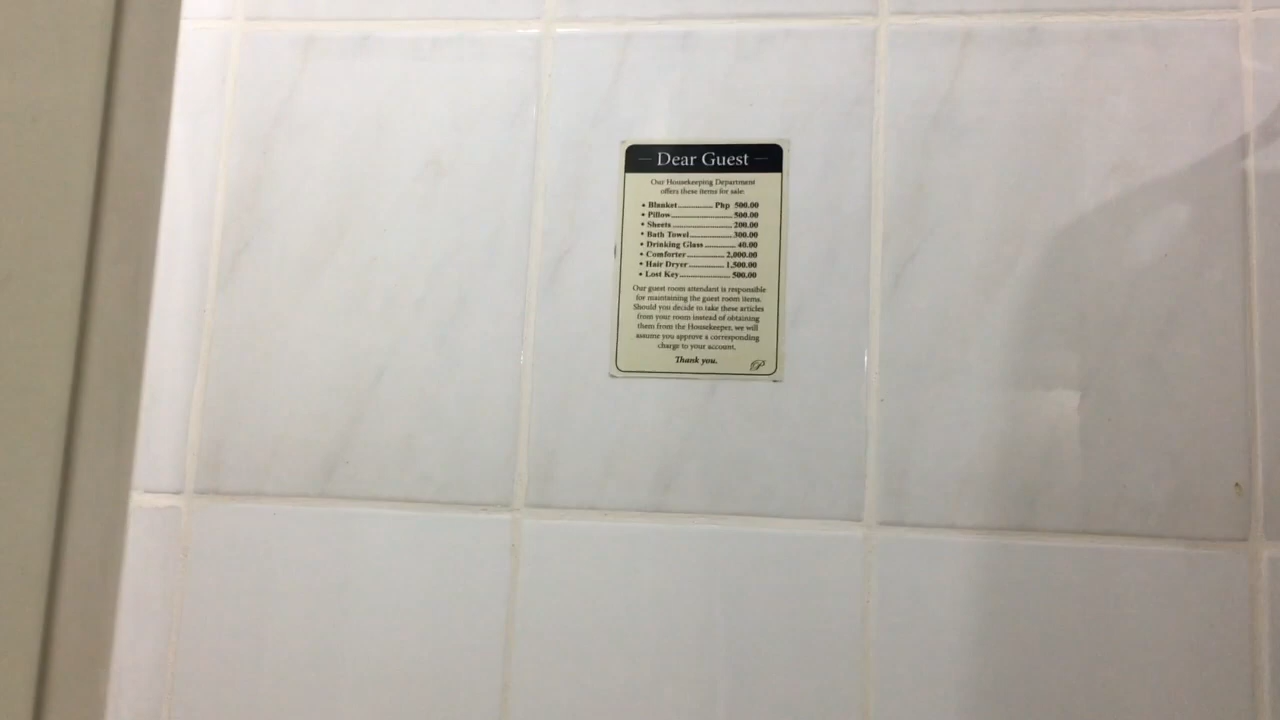 Dear Guest
Our Housekeeping Department
offers these items for sale:
• Blanket.............. Php 500.00
• Pillow......................... 500.00
• Sheets........................ 200.00
• Bath Towel................. 300.00
• Drinking Glass ............. 40.00
• Comforter............... 2,000.00
• Hair Dryer.............. 1,500.00
• Lost Key..................... 500.00
Our guest room attendant is responsible
for maintaining the guest room items.
Should you decide to take these articles
from your room instead of obtaining
them from the Housekeeper, we will
assume you approve a corresponding
charge to your account.
Thank you.